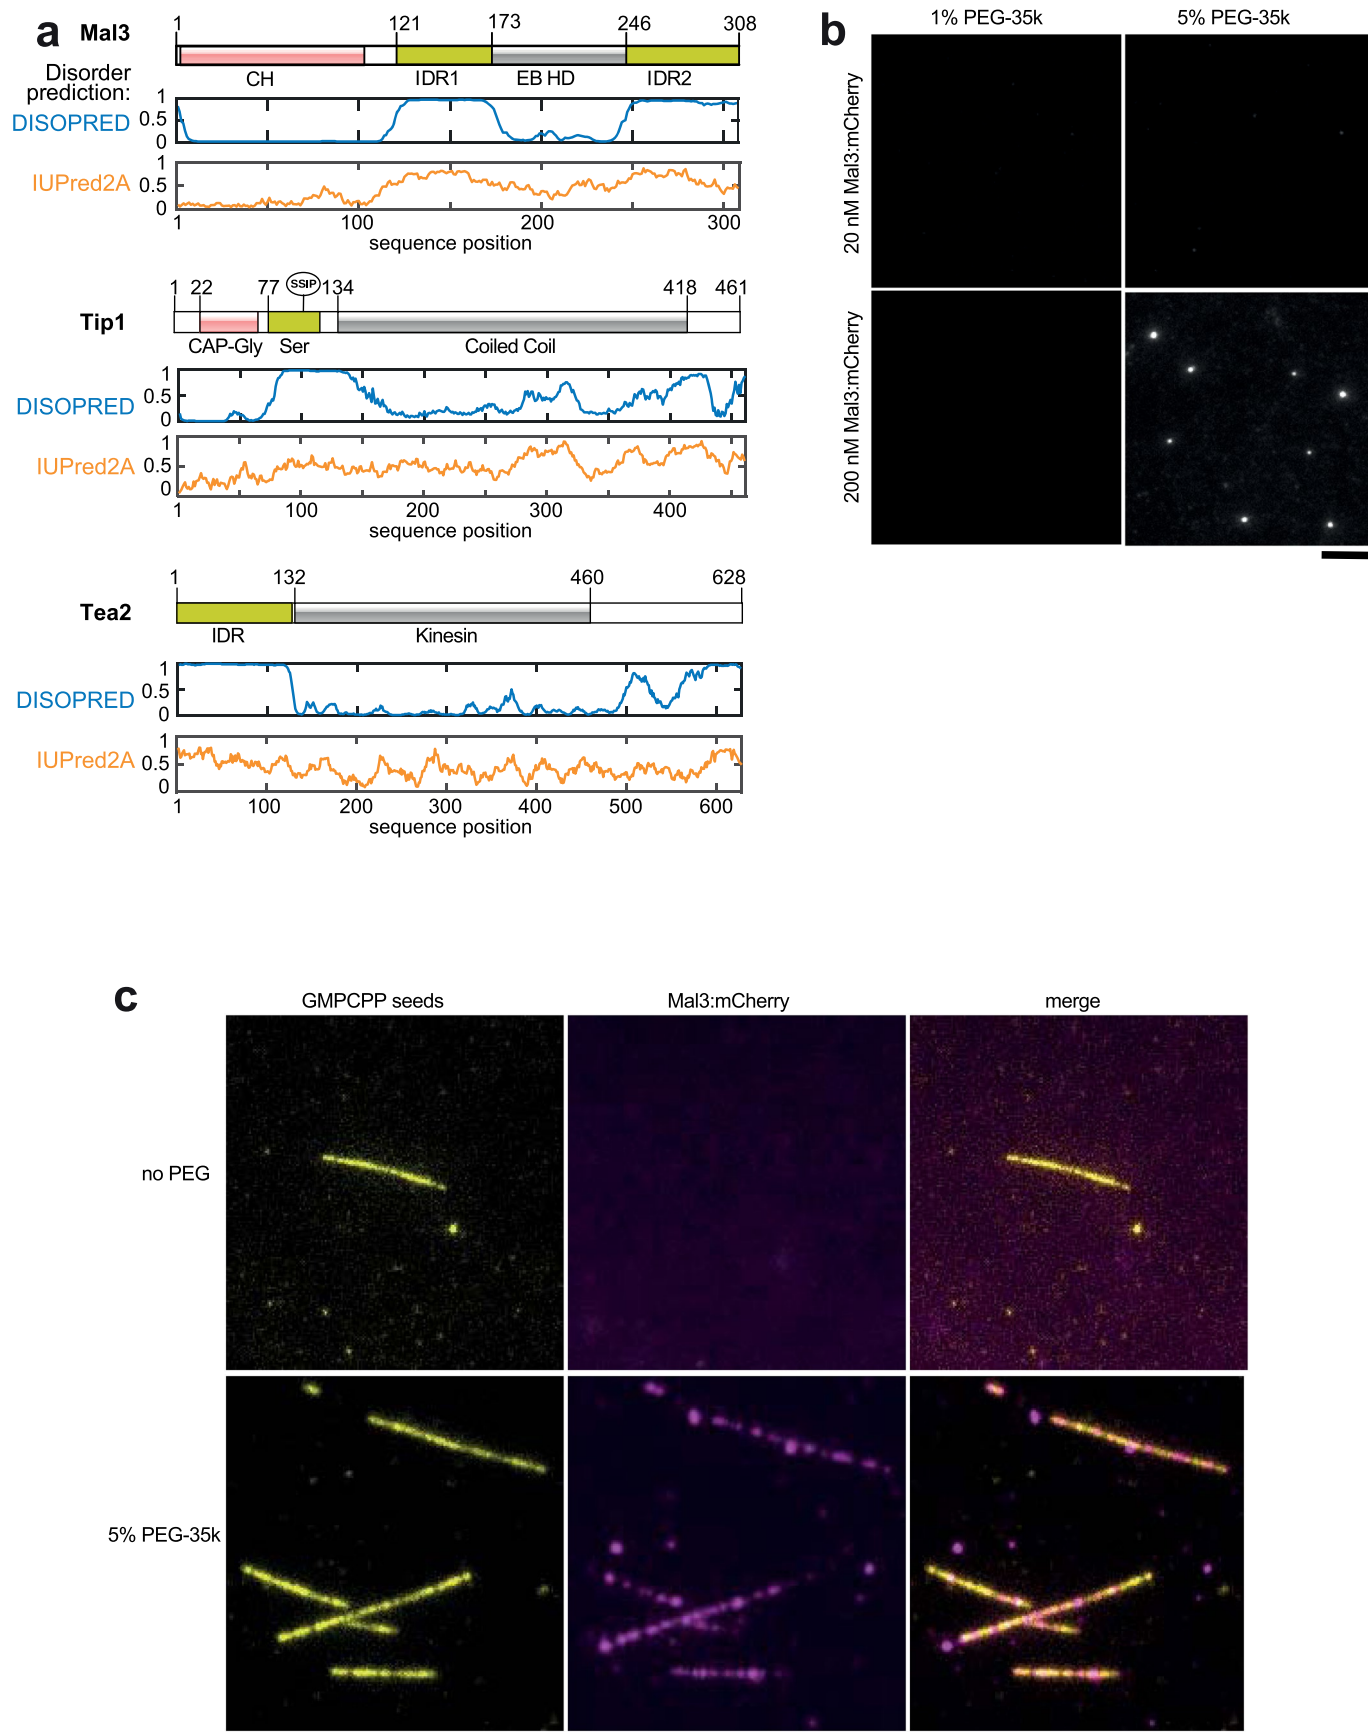 a Mal3
1 121 173 246 308
CH IDR1 EB HD IDR2
Disorder
prediction:
DISOPRED
1
0.5
0
IUPred2A
1
0.5
0
1 100 200 300
sequence position
Tip1
1 22 77 SSIP 134 418 461
CAP-Gly Ser Coiled Coil
DISOPRED
1
0.5
0
IUPred2A
1
0.5
0
1 100 200 300 400
sequence position
Tea2
1 132 460 628
IDR Kinesin
DISOPRED
1
0.5
0
IUPred2A
1
0.5
0
1 100 200 300 400 500 600
sequence position
b
1% PEG-35k 5% PEG-35k
20 nM Mal3:mCherry
200 nM Mal3:mCherry
c
GMPCPP seeds Mal3:mCherry merge
no PEG
5% PEG-35k